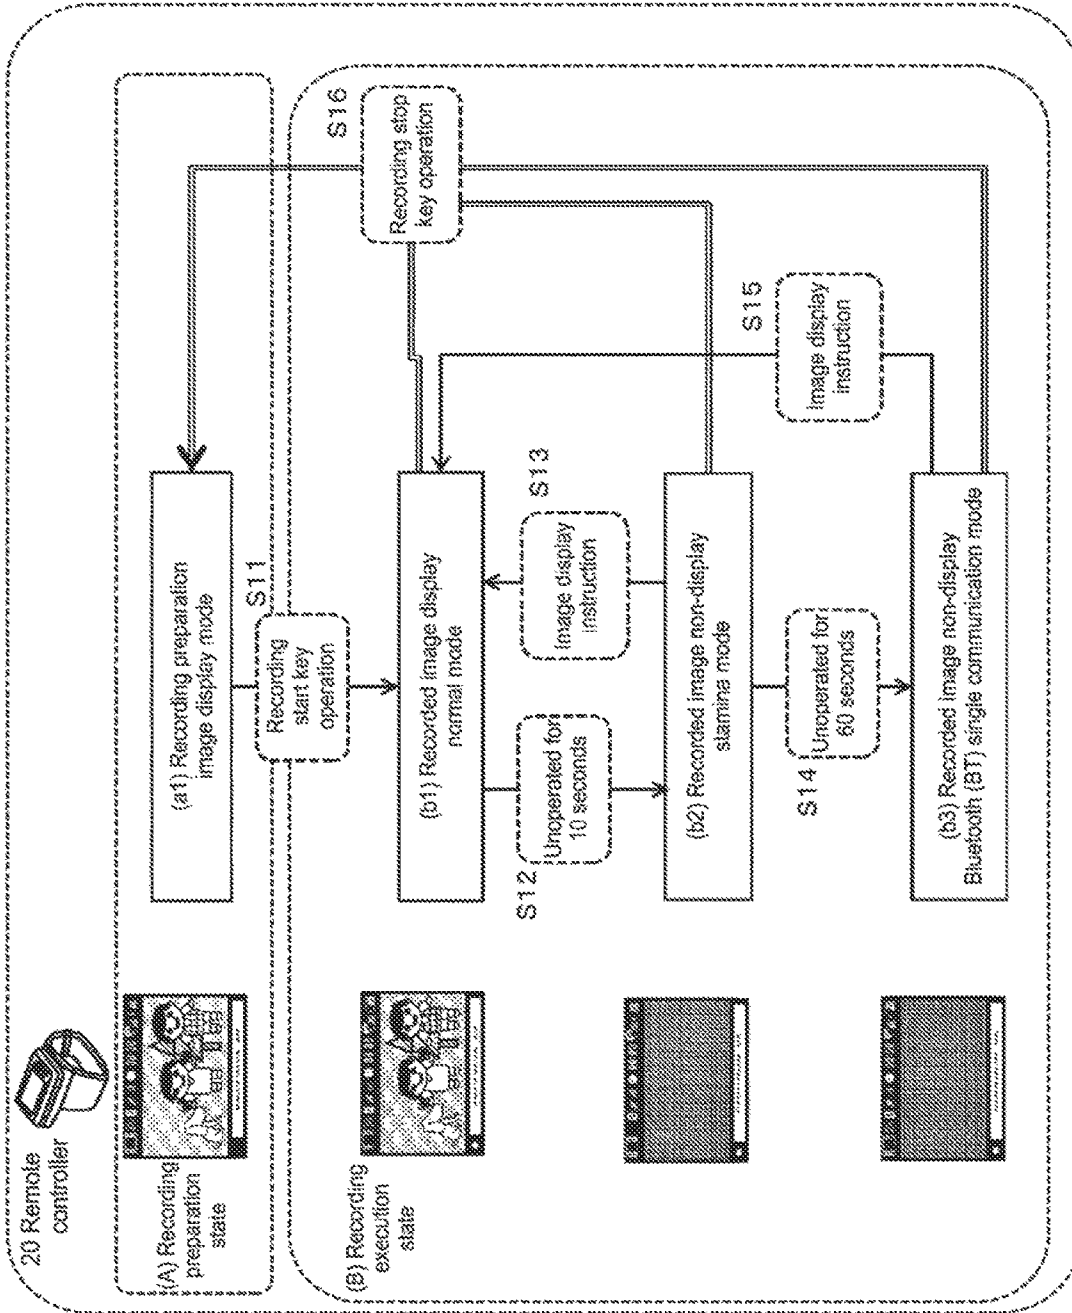 20 Remote
controller
(A) Recording
preparation
state
(a1) Recording preparation
image display mode
S11
Recording
start key
operation
(B) Recording
execution
state
(b1) Recorded image display
normal mode
S12
Unoperated for
10 seconds
S13
Image display
instruction
(b2) Recorded image non-display
stamina mode
S14
Unoperated for
60 seconds
S15
Image display
instruction
S16
Recording stop
key operation
(b3) Recorded image non-display
Bluetooth (BT) single communication mode